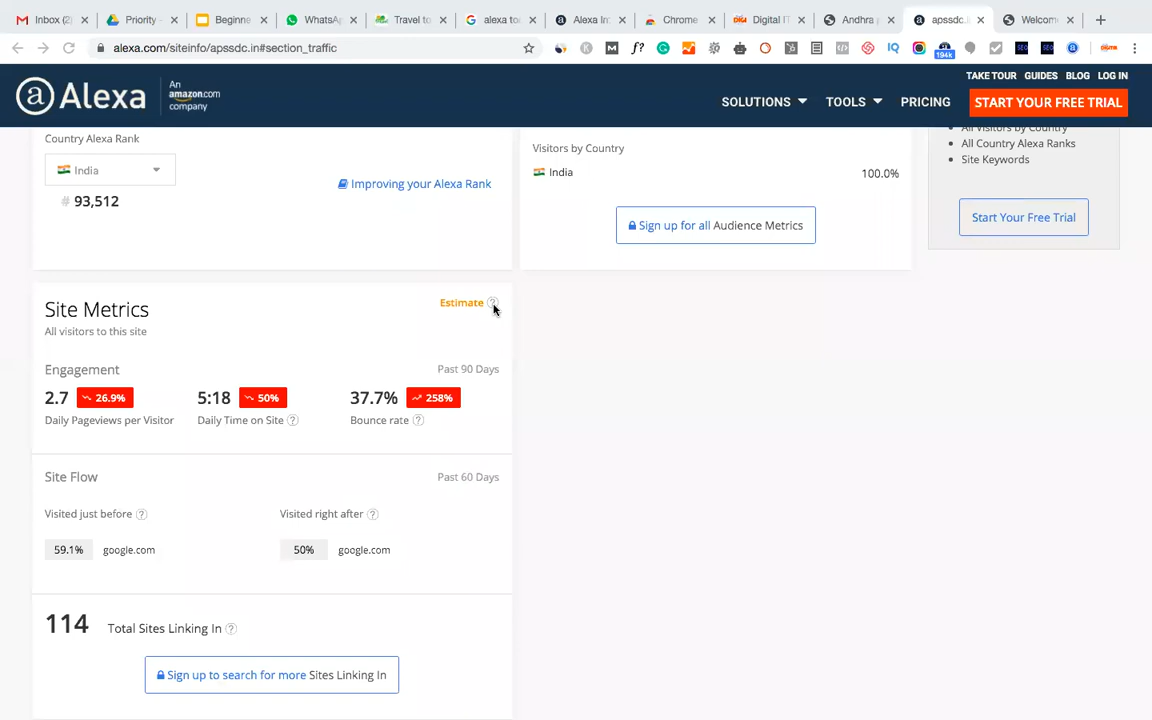 Inbox (2)
Priority -
Beginne
WhatsA
Travel to
alexa to
Alexa In
Chrome
Digital iT
Andhra
apssdc.i
Welcom
alexa.com/siteinfo/apssdc.in#section_traffic
194k
Alexa
An
amazon.com
company
TAKE TOUR GUIDES BLOG LOG IN
SOLUTIONS TOOLS PRICING START YOUR FREE TRIAL
Country Alexa Rank
India
# 93,512
Improving your Alexa Rank
Visitors by Country
India 100.0%
Sign up for all Audience Metrics
All Visitors by Country
All Country Alexa Ranks
Site Keywords
Start Your Free Trial
Site Metrics
Estimate ?
All visitors to this site
Engagement Past 90 Days
2.7 26.9% 5:18 50% 37.7% 258%
Daily Pageviews per Visitor Daily Time on Site ? Bounce rate ?
Site Flow Past 60 Days
Visited just before ? Visited right after ?
59.1% google.com 50% google.com
114 Total Sites Linking In ?
Sign up to search for more Sites Linking In